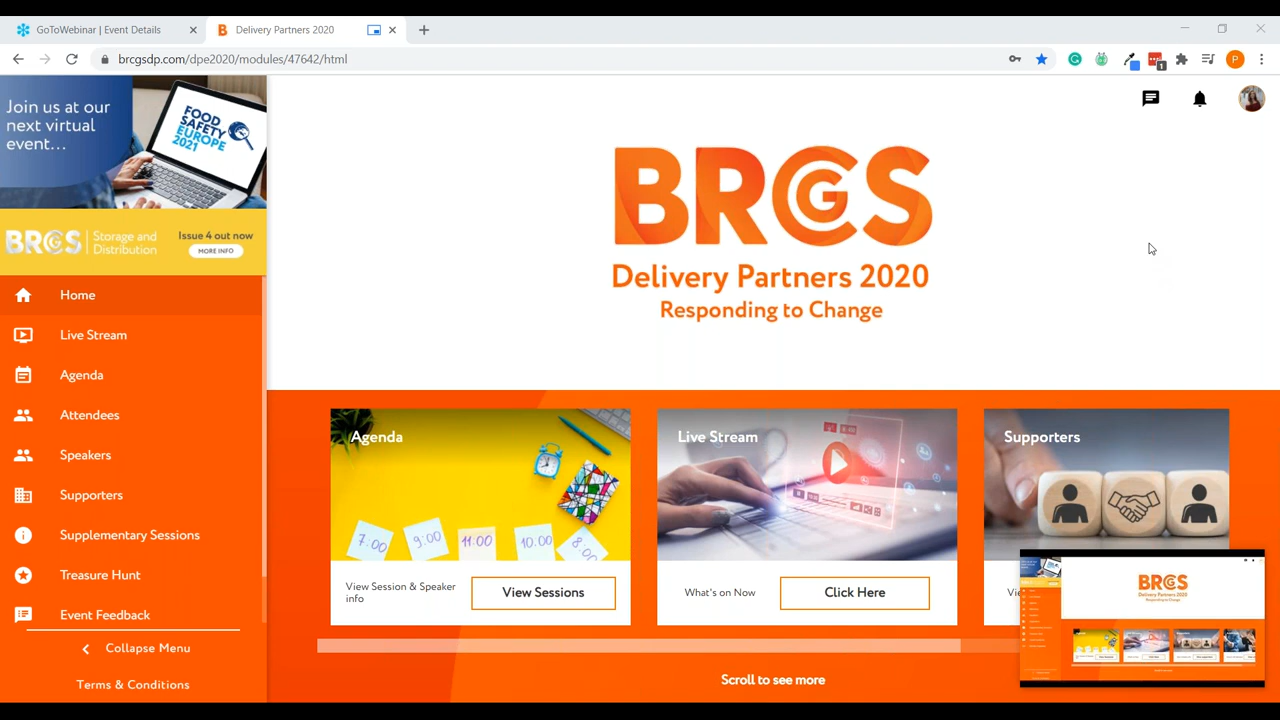 GoToWebinar | Event Details
Delivery Partners 2020
brcgsdp.com/dpe2020/modules/47642/html
1
P
Join us at our
next virtual
event...
FOOD
SAFETY
EUROPE
2021
BRCGS
Storage and
Distribution
Issue 4 out now
MORE INFO
Home
Live Stream
Agenda
Attendees
Speakers
Supporters
Supplementary Sessions
Treasure Hunt
Event Feedback
Collapse Menu
Terms & Conditions
BRCGS
Delivery Partners 2020
Responding to Change
Agenda
7:00
9:00
11:00
10:00
8:00
View Session & Speaker
info
View Sessions
Live Stream
What's on Now
Click Here
Supporters
Scroll to see more
BRCGS
Delivery Partners 2020
Responding to Change